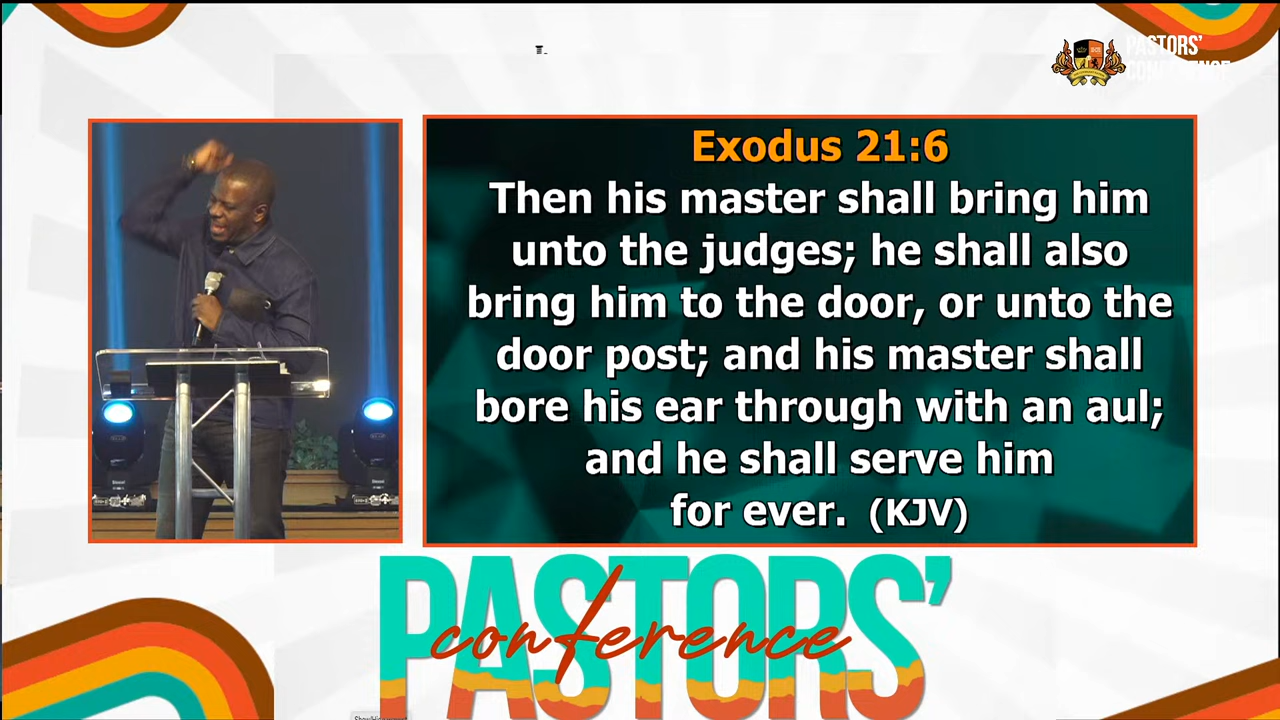 PASTORS'
CONFERENCE
Exodus 21:6
Then his master shall bring him
unto the judges; he shall also
bring him to the door, or unto the
door post; and his master shall
bore his ear through with an aul;
and he shall serve him
for ever. (KJV)
PASTORS'
conference